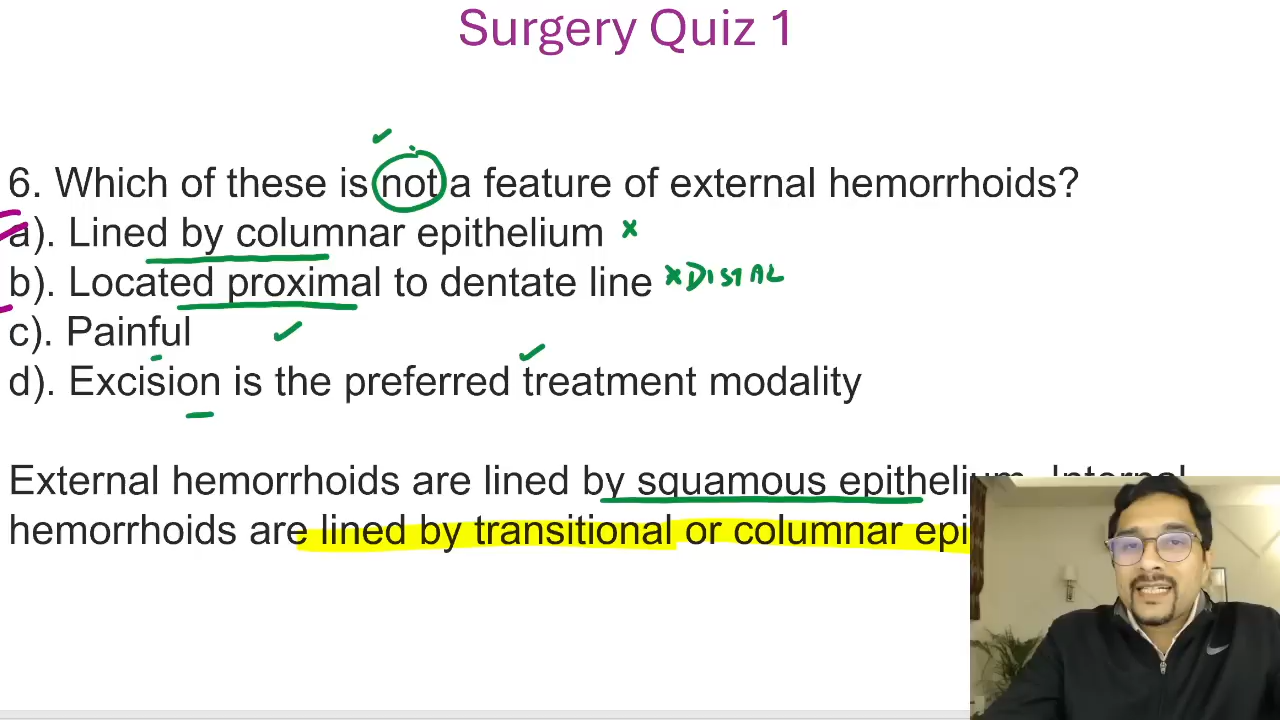 Surgery Quiz 1
6. Which of these is not a feature of external hemorrhoids?
a). Lined by columnar epithelium x
b). Located proximal to dentate line x DISTAL
c). Painful
d). Excision is the preferred treatment modality
External hemorrhoids are lined by squamous epithelium. Internal
hemorrhoids are lined by transitional or columnar